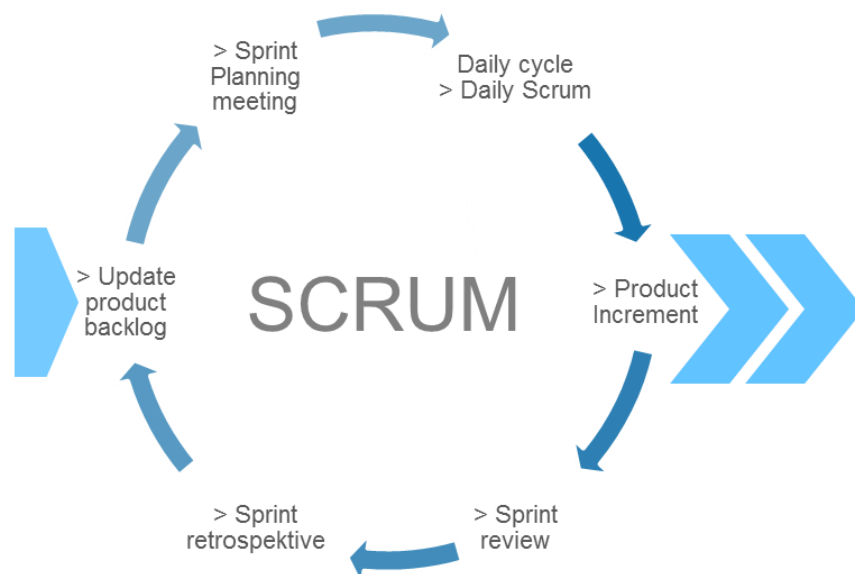 > Sprint
Planning
meeting
Daily cycle
> Daily Scrum
> Update
product
backlog
SCRUM
> Product
Increment
> Sprint
retrospektive
> Sprint
review